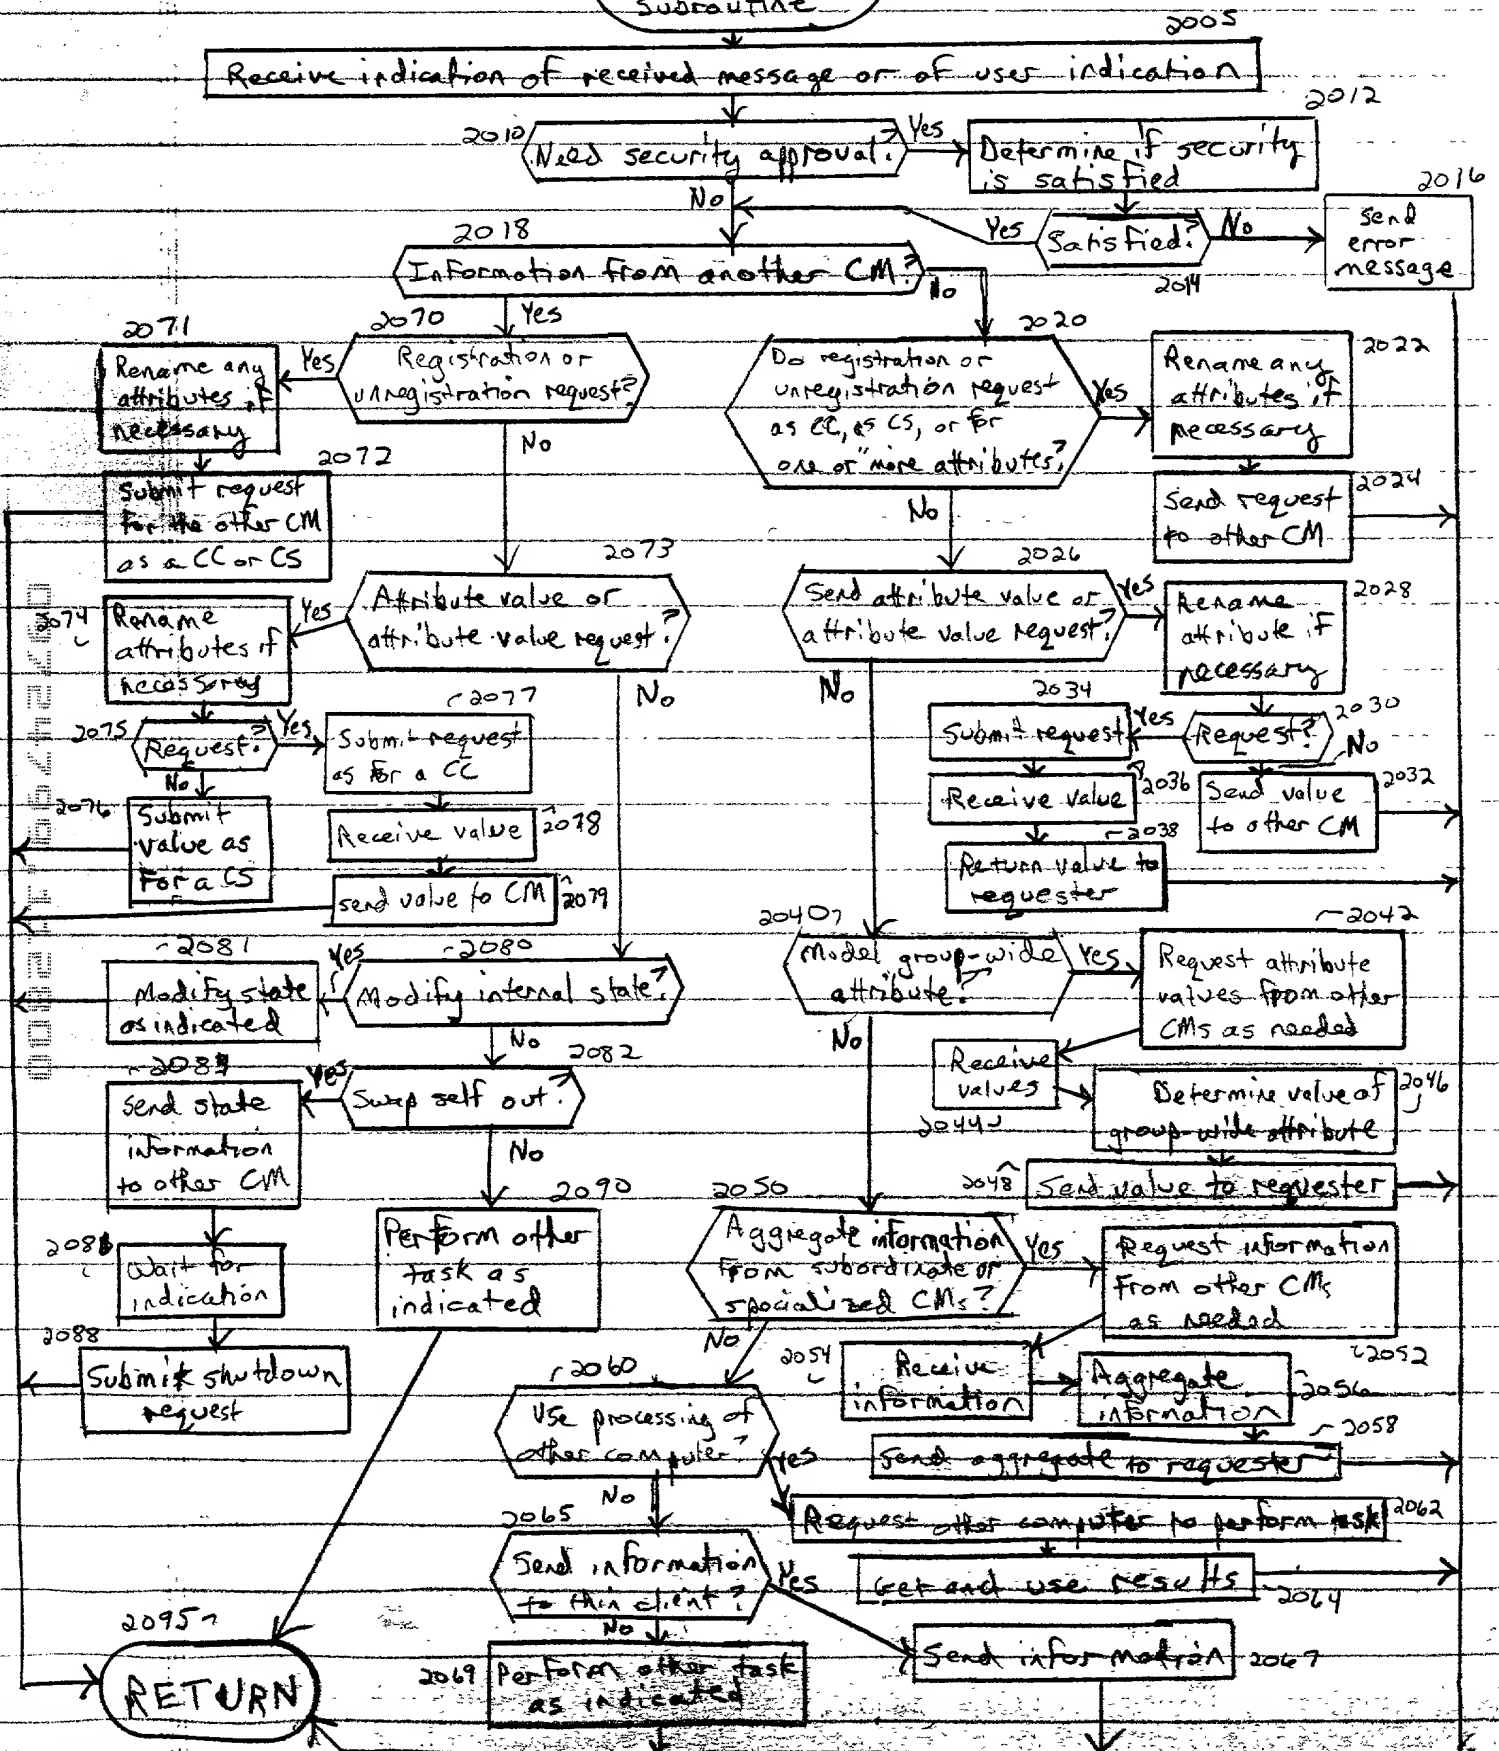 Subroutine
2005
Receive indication of received message or of user indication
2010
Need security approval?
Yes
No
2012
Determine if security
is satisfied
Satisfied?
2014
Yes
No
2016
Send
error
message
2018
Information from another CM?
Yes
No
2070
Registration or
unregistration request?
Yes
No
2071
Rename any
attributes if
necessary
2072
Submit request
for the other CM
as a CC or CS
2073
Attribute value or
attribute value request?
Yes
No
2074
Rename
attributes if
necessary
2075
Request?
Yes
No
2076
Submit
value as
for a CS
2077
Submit request
as for a CC
2078
Receive value
2079
send value to CM
2080
Modify internal state?
Yes
No
2081
Modify state
as indicated
2082
Swap self out?
Yes
No
Send state
information
to other CM
Wait for
indication
2088
Submit shutdown
request
2090
Perform other
task as
indicated
2020
Do registration or
unregistration request
as CC, as CS, or for
one or more attributes?
Yes
No
2022
Rename any
attributes if
necessary
2024
Send request
to other CM
2026
Send attribute value or
attribute value request?
Yes
No
2028
Rename
attribute if
necessary
2030
Request?
Yes
No
2032
Send value
to other CM
2034
Submit request
2036
Receive value
2038
Return value to
requester
2040
Model group-wide
attribute?
Yes
No
2042
Request attribute
values from other
CMs as needed
2044
Receive
values
2046
Determine value of
group-wide attribute
2048
Send value to requester
2050
Aggregate information
from subordinate or
specialized CMs?
Yes
No
2052
Request information
from other CMs
as needed
2054
Receive
information
2056
Aggregate
information
2058
Send aggregate to requester
2060
Use processing of
other computer?
Yes
No
2062
Request other computer to perform task
2064
Get and use results
2065
Send information
to thin client?
Yes
No
2067
Send information
2069
Perform other task
as indicated
2095
RETURN